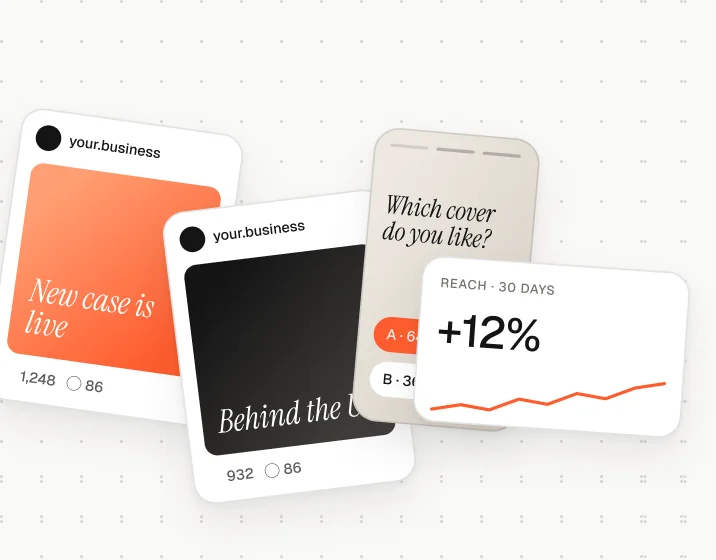 your.business
New case is
live
1,248 86
your.business
Behind the
932 86
Which cover
do you like?
A
B
REACH · 30 DAYS
+12%